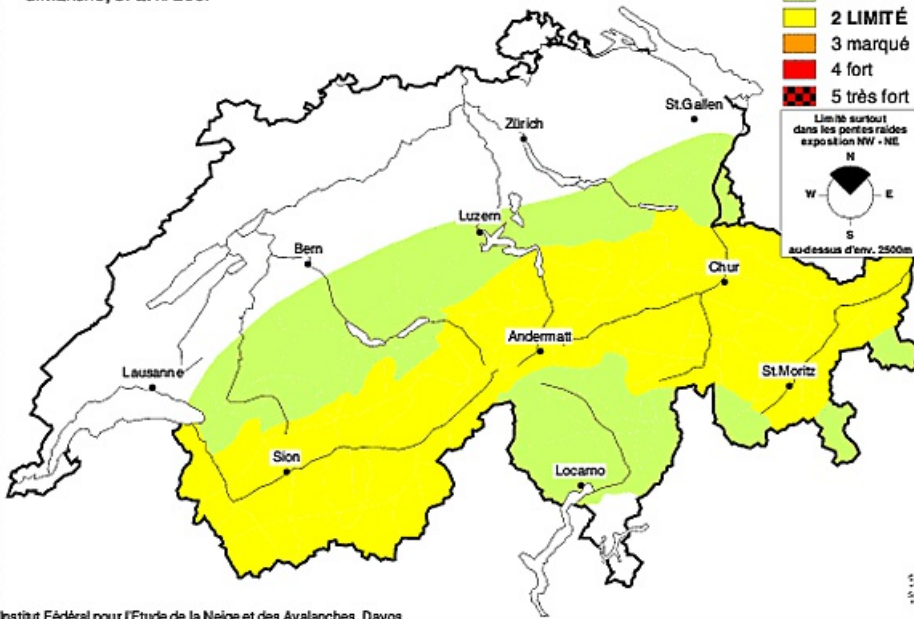 2 LIMITÉ
3 marqué
4 fort
5 très fort
Limité surtout
dans les pentes raides
exposition NW - NE
N
W
E
S
au-dessus d'env. 2500m
St.Gallen
Zürich
Luzern
Bern
Chur
Andermatt
Lausanne
St.Moritz
Sion
Locarno
Institut Fédéral pour l'Etude de la Neige et des Avalanches, Davos